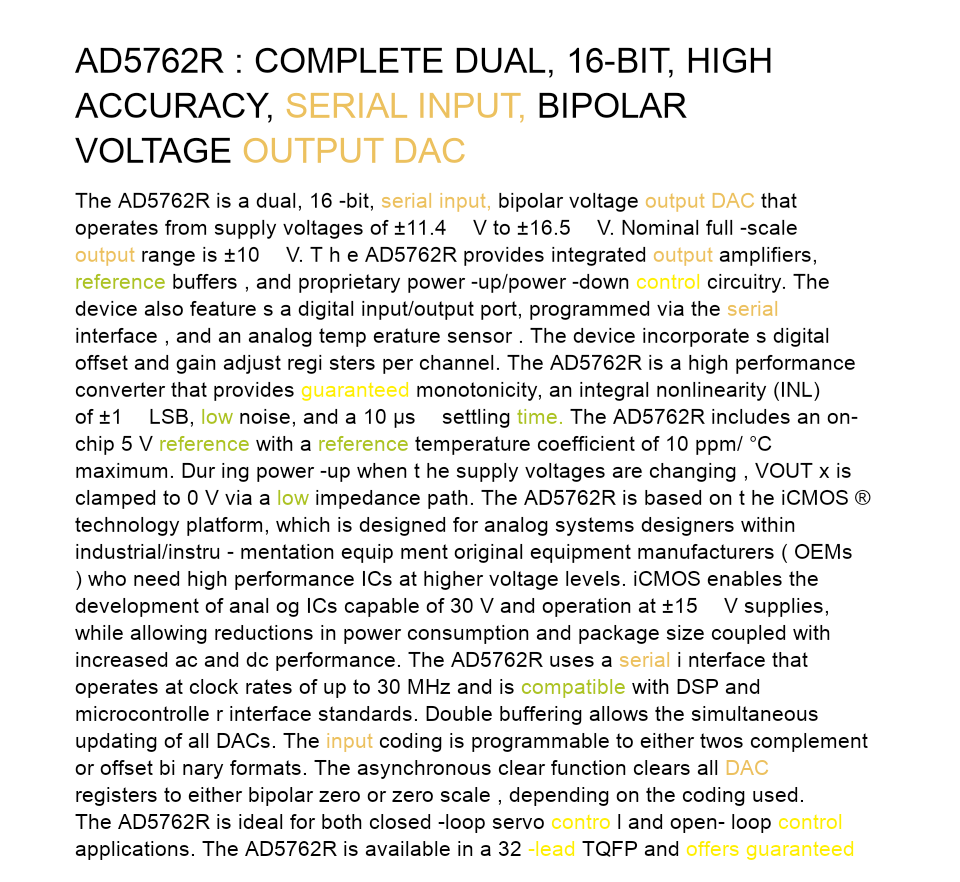 AD5762R : COMPLETE DUAL, 16-BIT, HIGH
ACCURACY, SERIAL INPUT, BIPOLAR
VOLTAGE OUTPUT DAC
The AD5762R is a dual, 16 -bit, serial input, bipolar voltage output DAC that
operates from supply voltages of ±11.4 V to ±16.5 V. Nominal full -scale
output range is ±10 V. T h e AD5762R provides integrated output amplifiers,
reference buffers , and proprietary power -up/power -down control circuitry. The
device also feature s a digital input/output port, programmed via the serial
interface , and an analog temp erature sensor . The device incorporate s digital
offset and gain adjust regi sters per channel. The AD5762R is a high performance
converter that provides guaranteed monotonicity, an integral nonlinearity (INL)
of ±1 LSB, low noise, and a 10 μs settling time. The AD5762R includes an on-
chip 5 V reference with a reference temperature coefficient of 10 ppm/ °C
maximum. Dur ing power -up when t he supply voltages are changing , VOUT x is
clamped to 0 V via a low impedance path. The AD5762R is based on t he iCMOS ®
technology platform, which is designed for analog systems designers within
industrial/instru - mentation equip ment original equipment manufacturers ( OEMs
) who need high performance ICs at higher voltage levels. iCMOS enables the
development of anal og ICs capable of 30 V and operation at ±15 V supplies,
while allowing reductions in power consumption and package size coupled with
increased ac and dc performance. The AD5762R uses a serial i nterface that
operates at clock rates of up to 30 MHz and is compatible with DSP and
microcontrolle r interface standards. Double buffering allows the simultaneous
updating of all DACs. The input coding is programmable to either twos complement
or offset bi nary formats. The asynchronous clear function clears all DAC
registers to either bipolar zero or zero scale , depending on the coding used.
The AD5762R is ideal for both closed -loop servo contro l and open- loop control
applications. The AD5762R is available in a 32 -lead TQFP and offers guaranteed